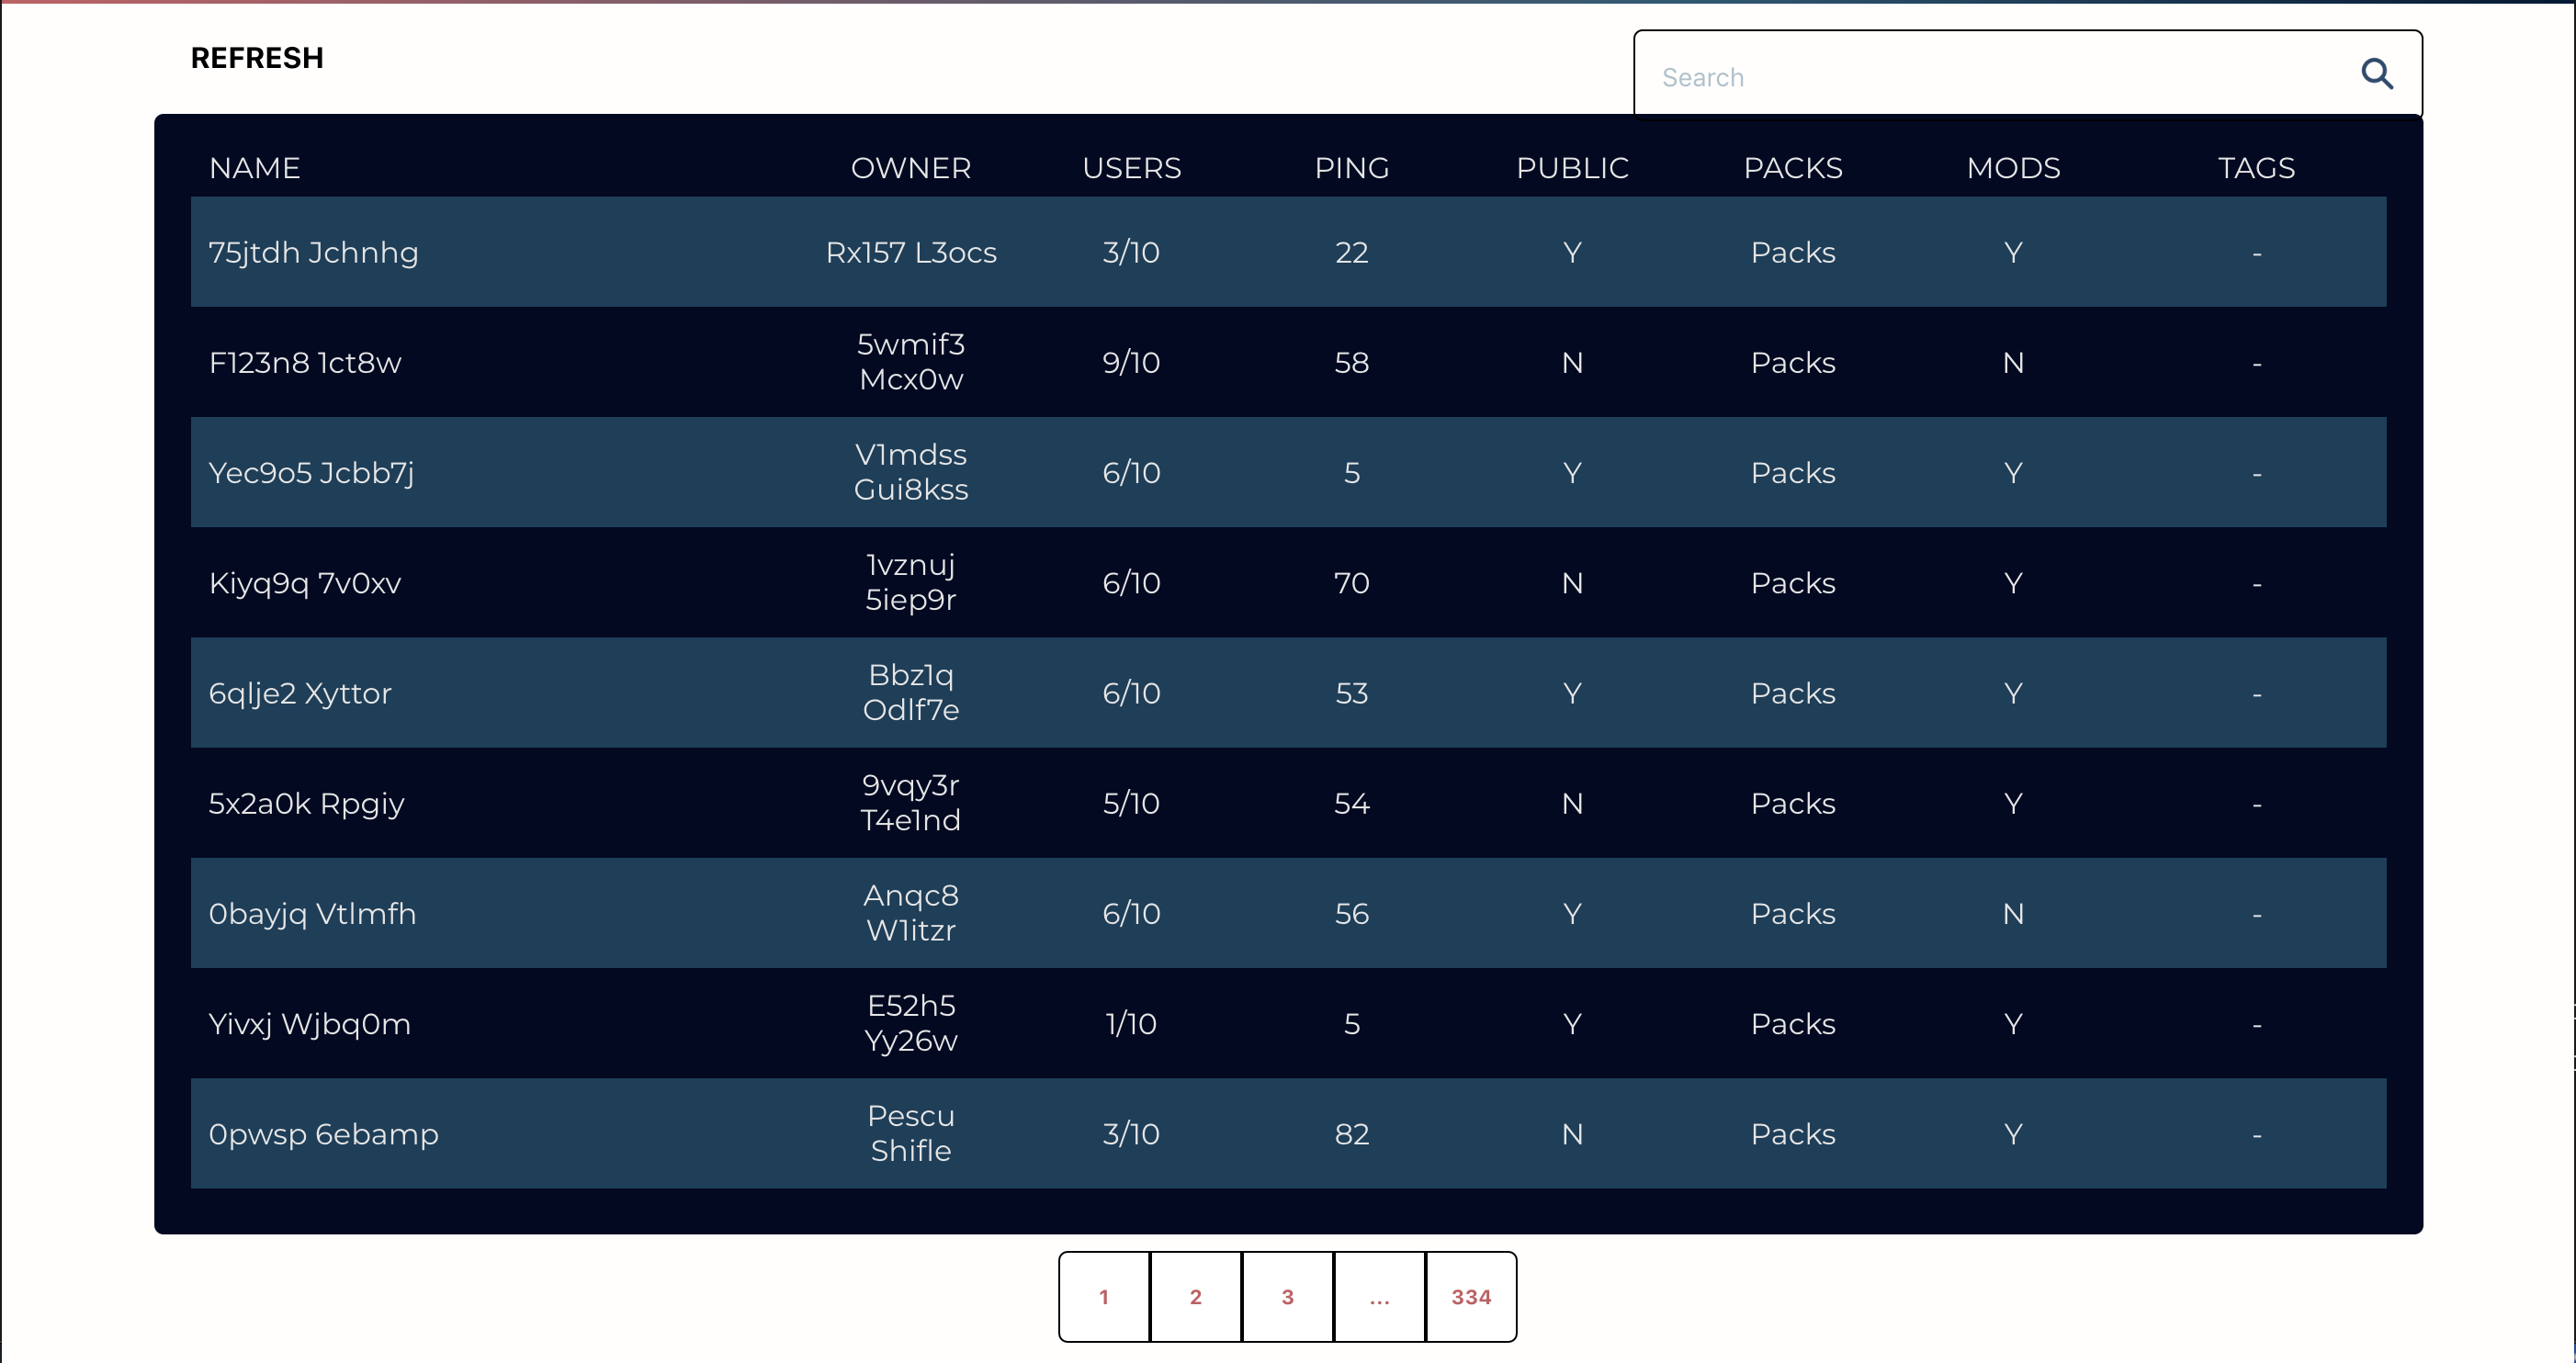 REFRESH
Search
NAME OWNER USERS PING PUBLIC PACKS MODS TAGS
75jtdh Jchnhg Rx157 L3ocs 3/10 22 Y Packs Y -
F123n8 1ct8w 5wmif3 Mcx0w 9/10 58 N Packs N -
Yec9o5 Jcbb7j V1mdss Gui8kss 6/10 5 Y Packs Y -
Kiyq9q 7v0xv 1vznuj 5iep9r 6/10 70 N Packs Y -
6qlje2 Xyttor Bbz1q Odlf7e 6/10 53 Y Packs Y -
5x2a0k Rpgiy 9vqy3r T4e1nd 5/10 54 N Packs Y -
0bayjq Vtlmfh Anqc8 W1itzr 6/10 56 Y Packs N -
Yivxj Wjbq0m E52h5 Yy26w 1/10 5 Y Packs Y -
0pwsp 6ebamp Pescu Shifle 3/10 82 N Packs Y -
1 2 3 ... 334